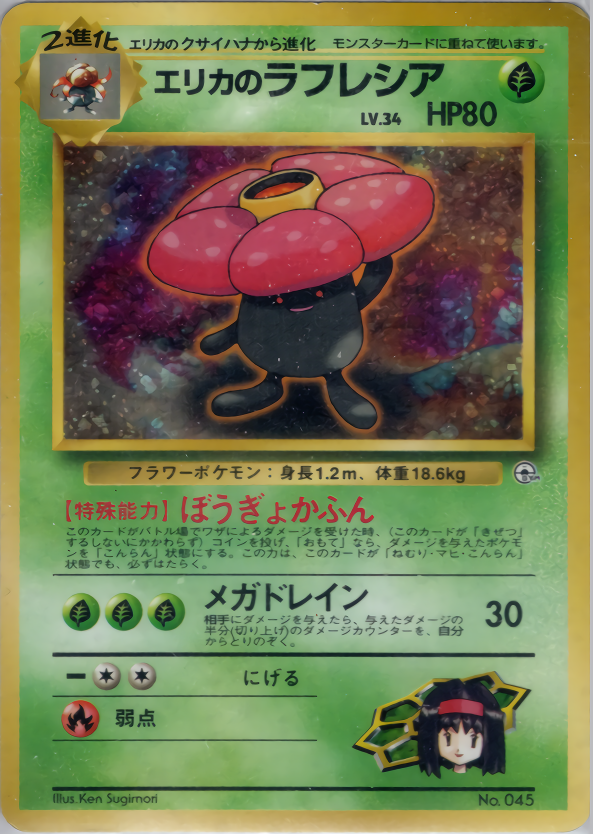 2進化
エリカのクサイハナから進化 モンスターカードに重ねて使います。
エリカのラフレシア
LV.34 HP80
フラワーポケモン:身長1.2m、体重18.6kg
【特殊能力】ぼうぎょかふん
このカードがバトル場でワザによるダメージを受けた時、(このカードが「きぜつ」
するしないにかかわらず)コインを投げ、「おもて」なら、ダメージを与えたポケモ
ンを「こんらん」状態にする。この力は、このカードが「ねむり・マヒ・こんらん」
状態でも、必ずはたらく。
メガドレイン 30
相手にダメージを与えたら、与えたダメージの
半分(切り上げ)のダメージカウンターを、自分
からとりのぞく。
ー にげる
弱点
Illus.Ken Sugimori No. 045